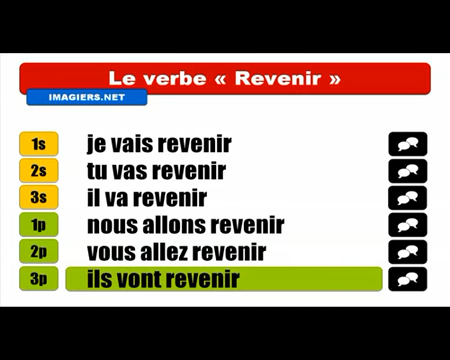 Le verbe « Revenir »
IMAGIERS.NET
1s je vais revenir
2s tu vas revenir
3s il va revenir
1p nous allons revenir
2p vous allez revenir
3p ils vont revenir